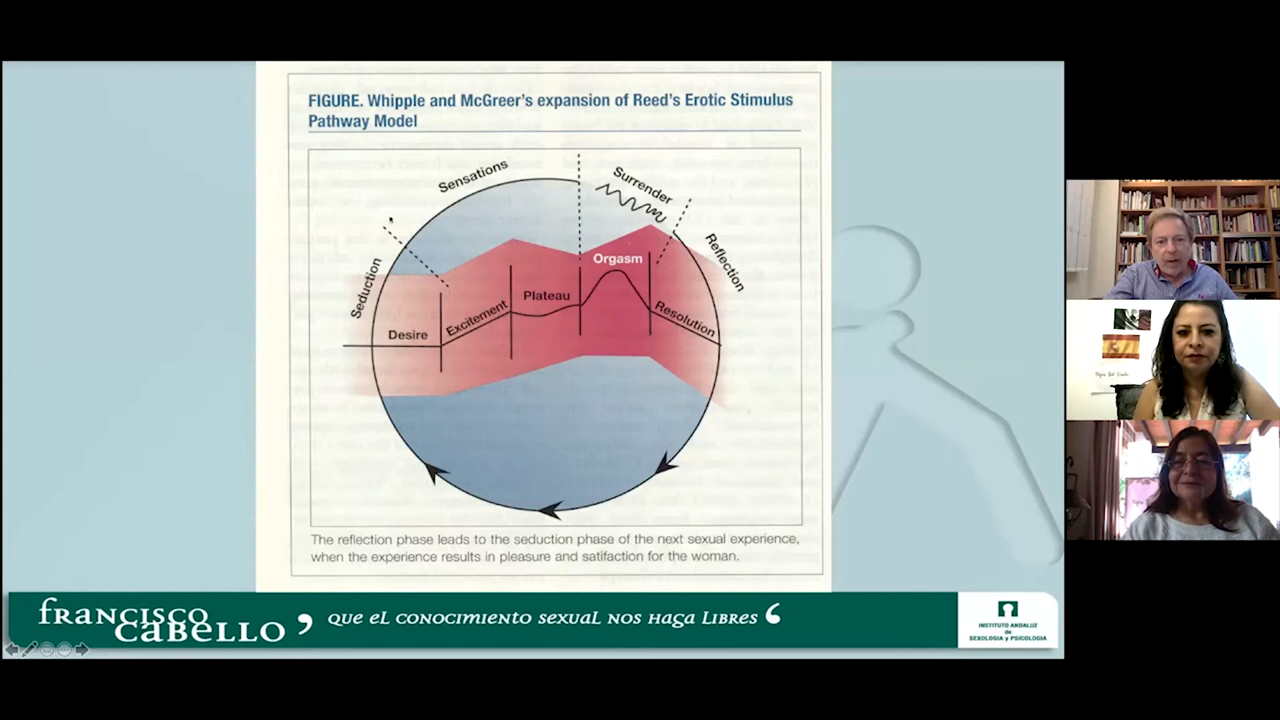 FIGURE. Whipple and McGreer's expansion of Reed's Erotic Stimulus
Pathway Model
Sensations
Surrender
Seduction
Reflection
Orgasm
Plateau
Excitement
Resolution
Desire
The reflection phase leads to the seduction phase of the next sexual experience,
when the experience results in pleasure and satifaction for the woman.
francisco
cabello
, que el conocimiento sexual nos haga libres ‘
INSTITUTO ANDALUZ
de
SEXOLOGIA y PSICOLOGIA